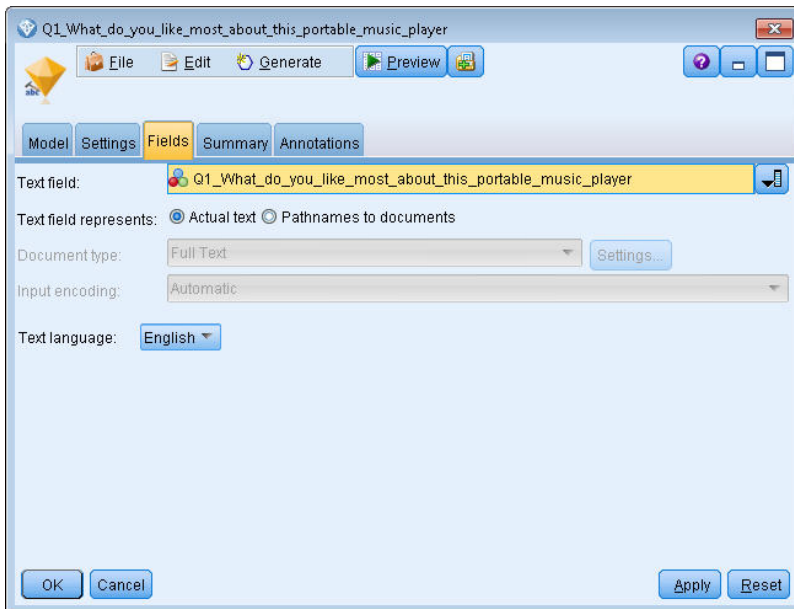 Q1_What_do_you_like_most_about_this_portable_music_player
File Edit Generate Preview
abc
Model Settings Fields Summary Annotations
Text field: Q1_What_do_you_like_most_about_this_portable_music_player
Text field represents: Actual text Pathnames to documents
Document type: Full Text Settings...
Input encoding: Automatic
Text language: English
OK Cancel Apply Reset